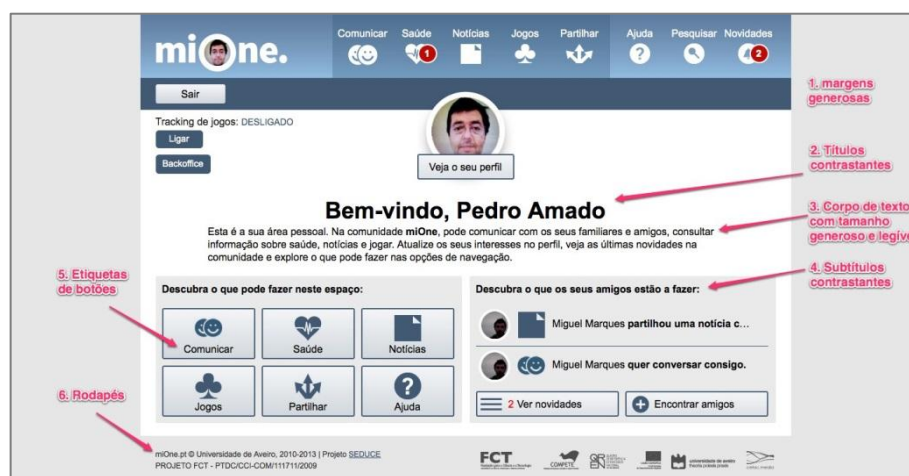 miOne.
Comunicar Saúde Notícias Jogos Partilhar Ajuda Pesquisar Novidades
1 2
Sair
1. margens
generosas
Tracking de jogos: DESLIGADO
Ligar
Backoffice
Veja o seu perfil
2. Títulos
contrastantes
Bem-vindo, Pedro Amado
3. Corpo de texto
com tamanho
generoso e legíve
Esta é a sua área pessoal. Na comunidade miOne, pode comunicar com os seus familiares e amigos, consultar
informação sobre saúde, notícias e jogar. Atualize os seus interesses no perfil, veja as últimas novidades na
comunidade e explore o que pode fazer nas opções de navegação.
4. Subtítulos
contrastantes
5. Etiquetas
de botões
Descubra o que pode fazer neste espaço:
Comunicar Saúde Notícias
Jogos Partilhar Ajuda
Descubra o que os seus amigos estão a fazer:
Miguel Marques partilhou uma notícia c...
Miguel Marques quer conversar consigo.
2 Ver novidades
Encontrar amigos
6. Rodapés
miOne.pt © Universidade de Aveiro, 2010-2013 | Projeto SEDUCE
PROJETO FCT - PTDC/CCI-COM/111711/2009
FCT
COMPETE
universidade de aveiro